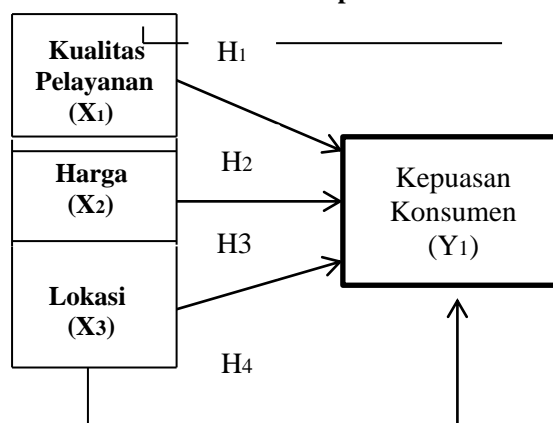 Kualitas
Pelayanan
(X1)
H1
H2
Harga
(X2)
Kepuasan
Konsumen
(Y1)
H3
Lokasi
(X3)
H4